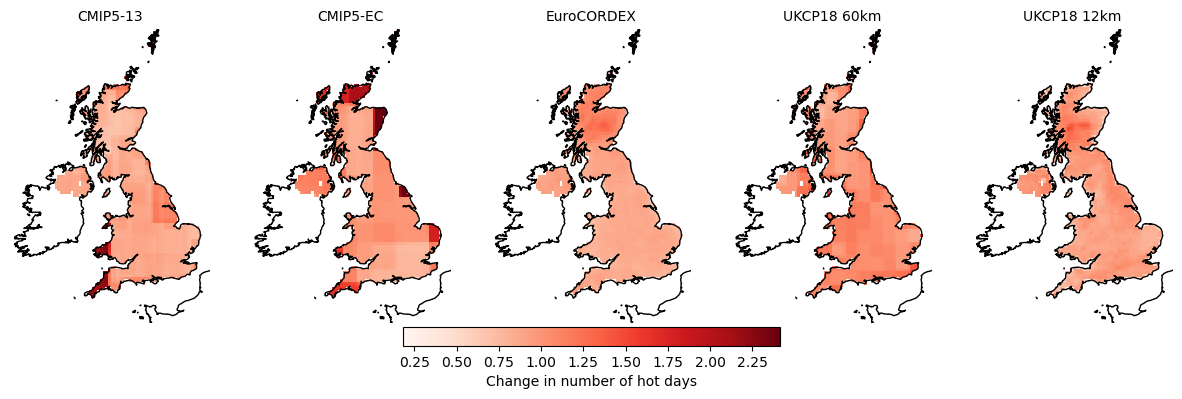 CMIP5-13 CMIP5-EC EuroCORDEX UKCP18 60km UKCP18 12km
0.25 0.50 0.75 1.00 1.25 1.50 1.75 2.00 2.25
Change in number of hot days